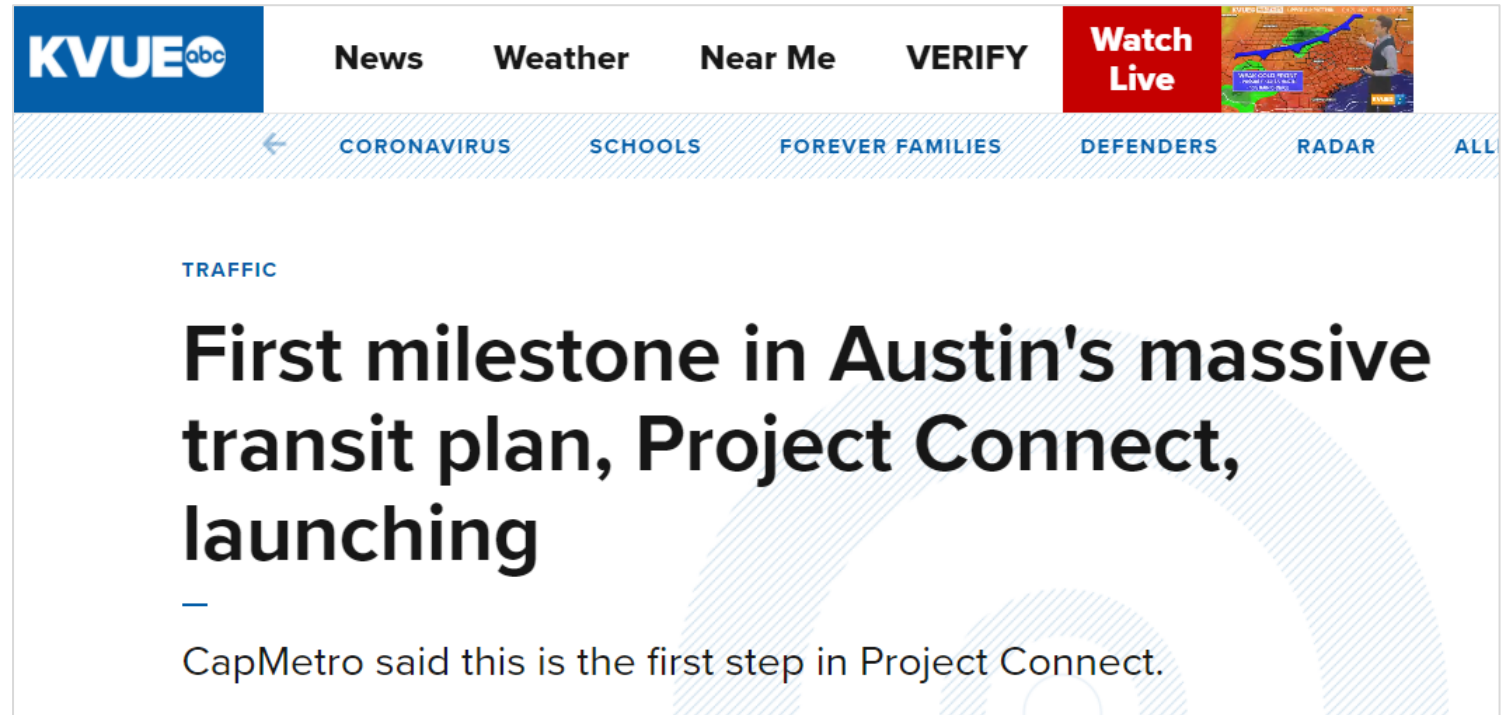 KVUE abc
News Weather Near Me VERIFY Watch Live
CORONAVIRUS SCHOOLS FOREVER FAMILIES DEFENDERS RADAR
TRAFFIC
First milestone in Austin's massive
transit plan, Project Connect,
launching
CapMetro said this is the first step in Project Connect.